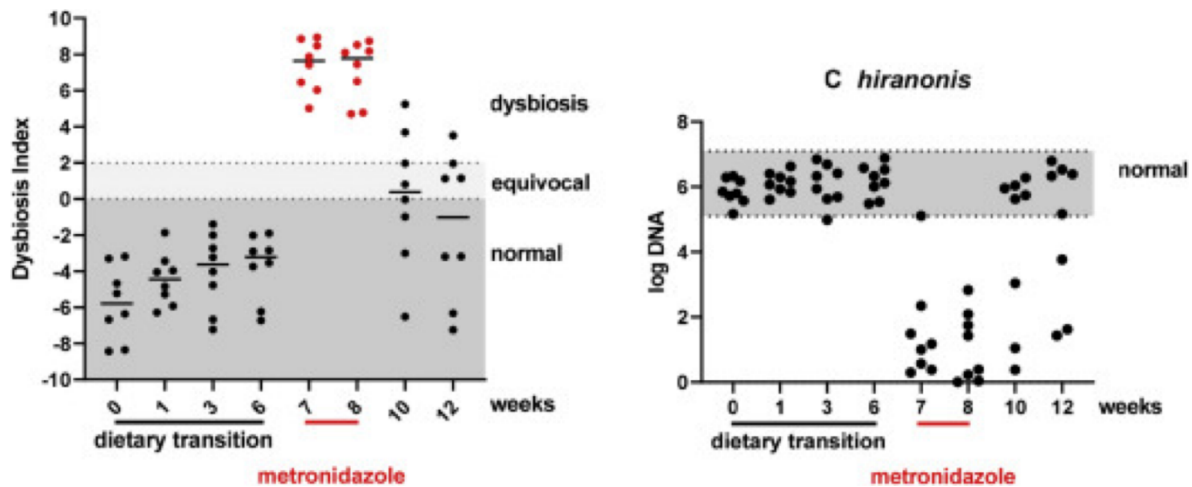 Dysbiosis Index
10
8
6
4
2
0
-2
-4
-6
-8
-10
dysbiosis
equivocal
normal
0 1 3 6 7 8 10 12 weeks
dietary transition
metronidazole
C hiranonis
log DNA
8
6
4
2
0
normal
0 1 3 6 7 8 10 12 weeks
dietary transition
metronidazole